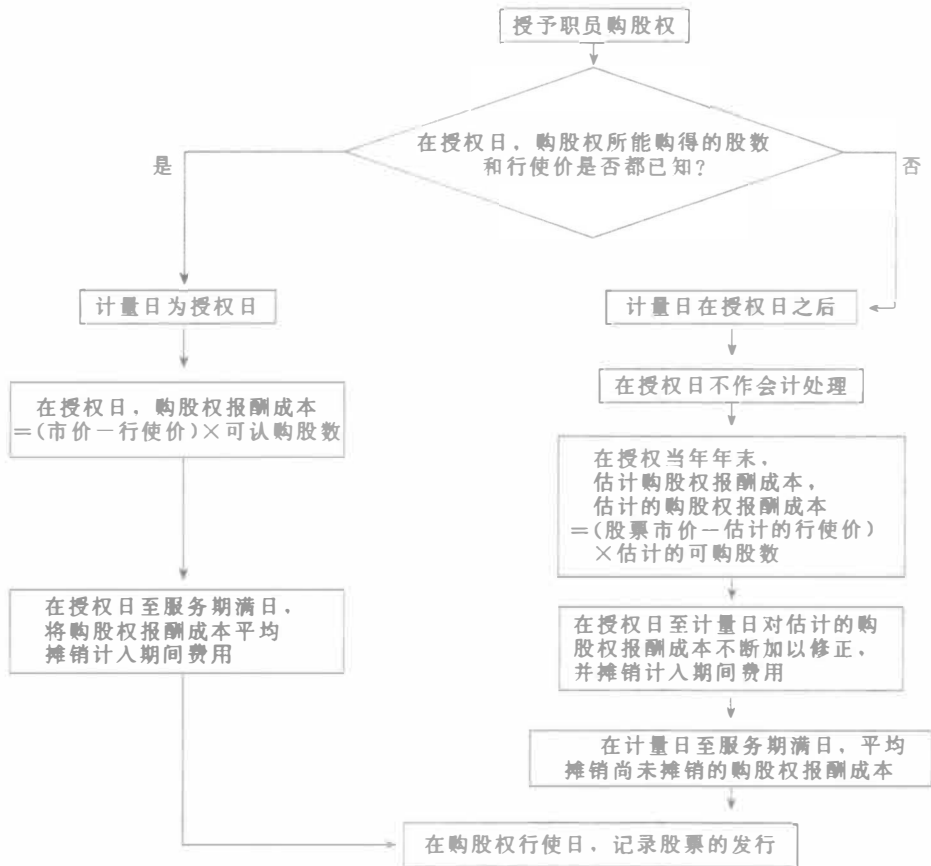 授予职员购股权
在授权日，购股权所能购得的股数
和行使价是否都已知？
是
否
计量日为授权日
计量日在授权日之后
在授权日不作会计处理
在授权日，购股权报酬成本
=(市价－行使价)×可认购股数
在授权当年年末，
估计购股权报酬成本，
估计的购股权报酬成本
=(股票市价－估计的行使价)
×估计的可购股数
在授权日至服务期满日，
将购股权报酬成本平均
摊销计入期间费用
在授权日至计量日对估计的购
股权报酬成本不断加以修正，
并摊销计入期间费用
在计量日至服务期满日，平均
摊销尚未摊销的购股权报酬成本
在购股权行使日，记录股票的发行